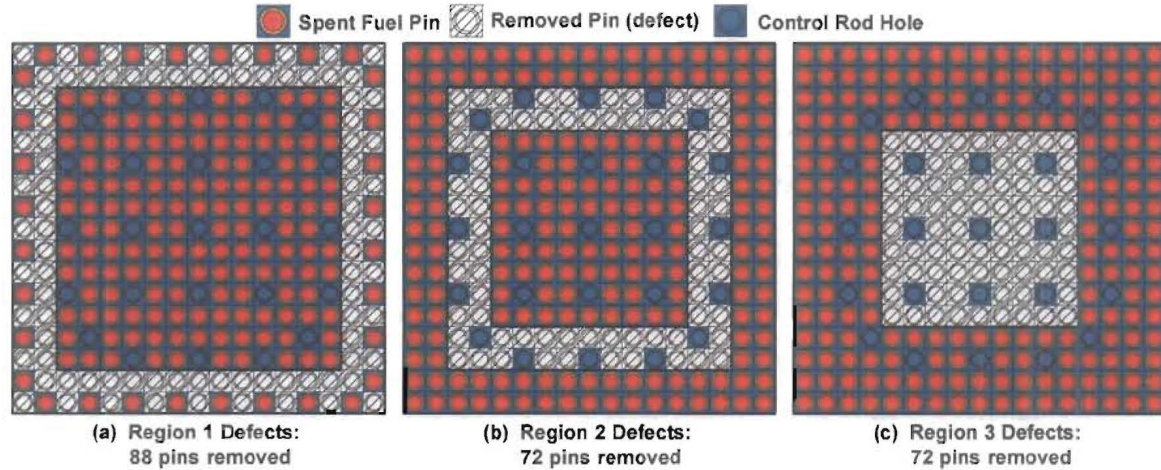 Spent Fuel Pin Removed Pin (defect) Control Rod Hole
(a) Region 1 Defects:
88 pins removed
(b) Region 2 Defects:
72 pins removed
(c) Region 3 Defects:
72 pins removed